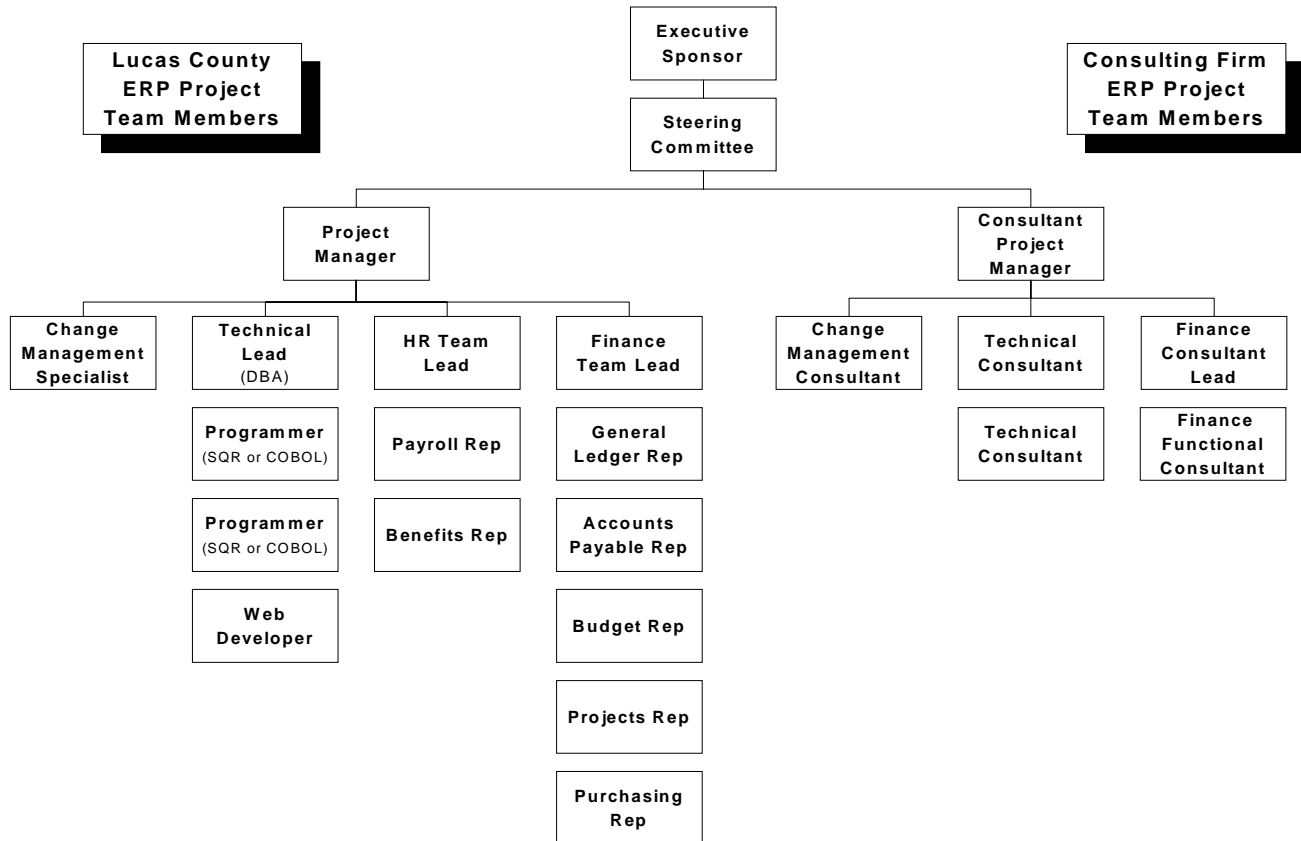 Executive
Sponsor
Lucas County
ERP Project
Team Members
Consulting Firm
ERP Project
Team Members
Steering
Committee
Project
Manager
Consultant
Project
Manager
Change
Management
Specialist
Technical
Lead
(DBA)
HR Team
Lead
Finance
Team Lead
Change
Management
Consultant
Technical
Consultant
Finance
Consultant
Lead
Programmer
(SQR or COBOL)
Payroll Rep
General
Ledger Rep
Technical
Consultant
Finance
Functional
Consultant
Programmer
(SQR or COBOL)
Benefits Rep
Accounts
Payable Rep
Web
Developer
Budget Rep
Projects Rep
Purchasing
Rep